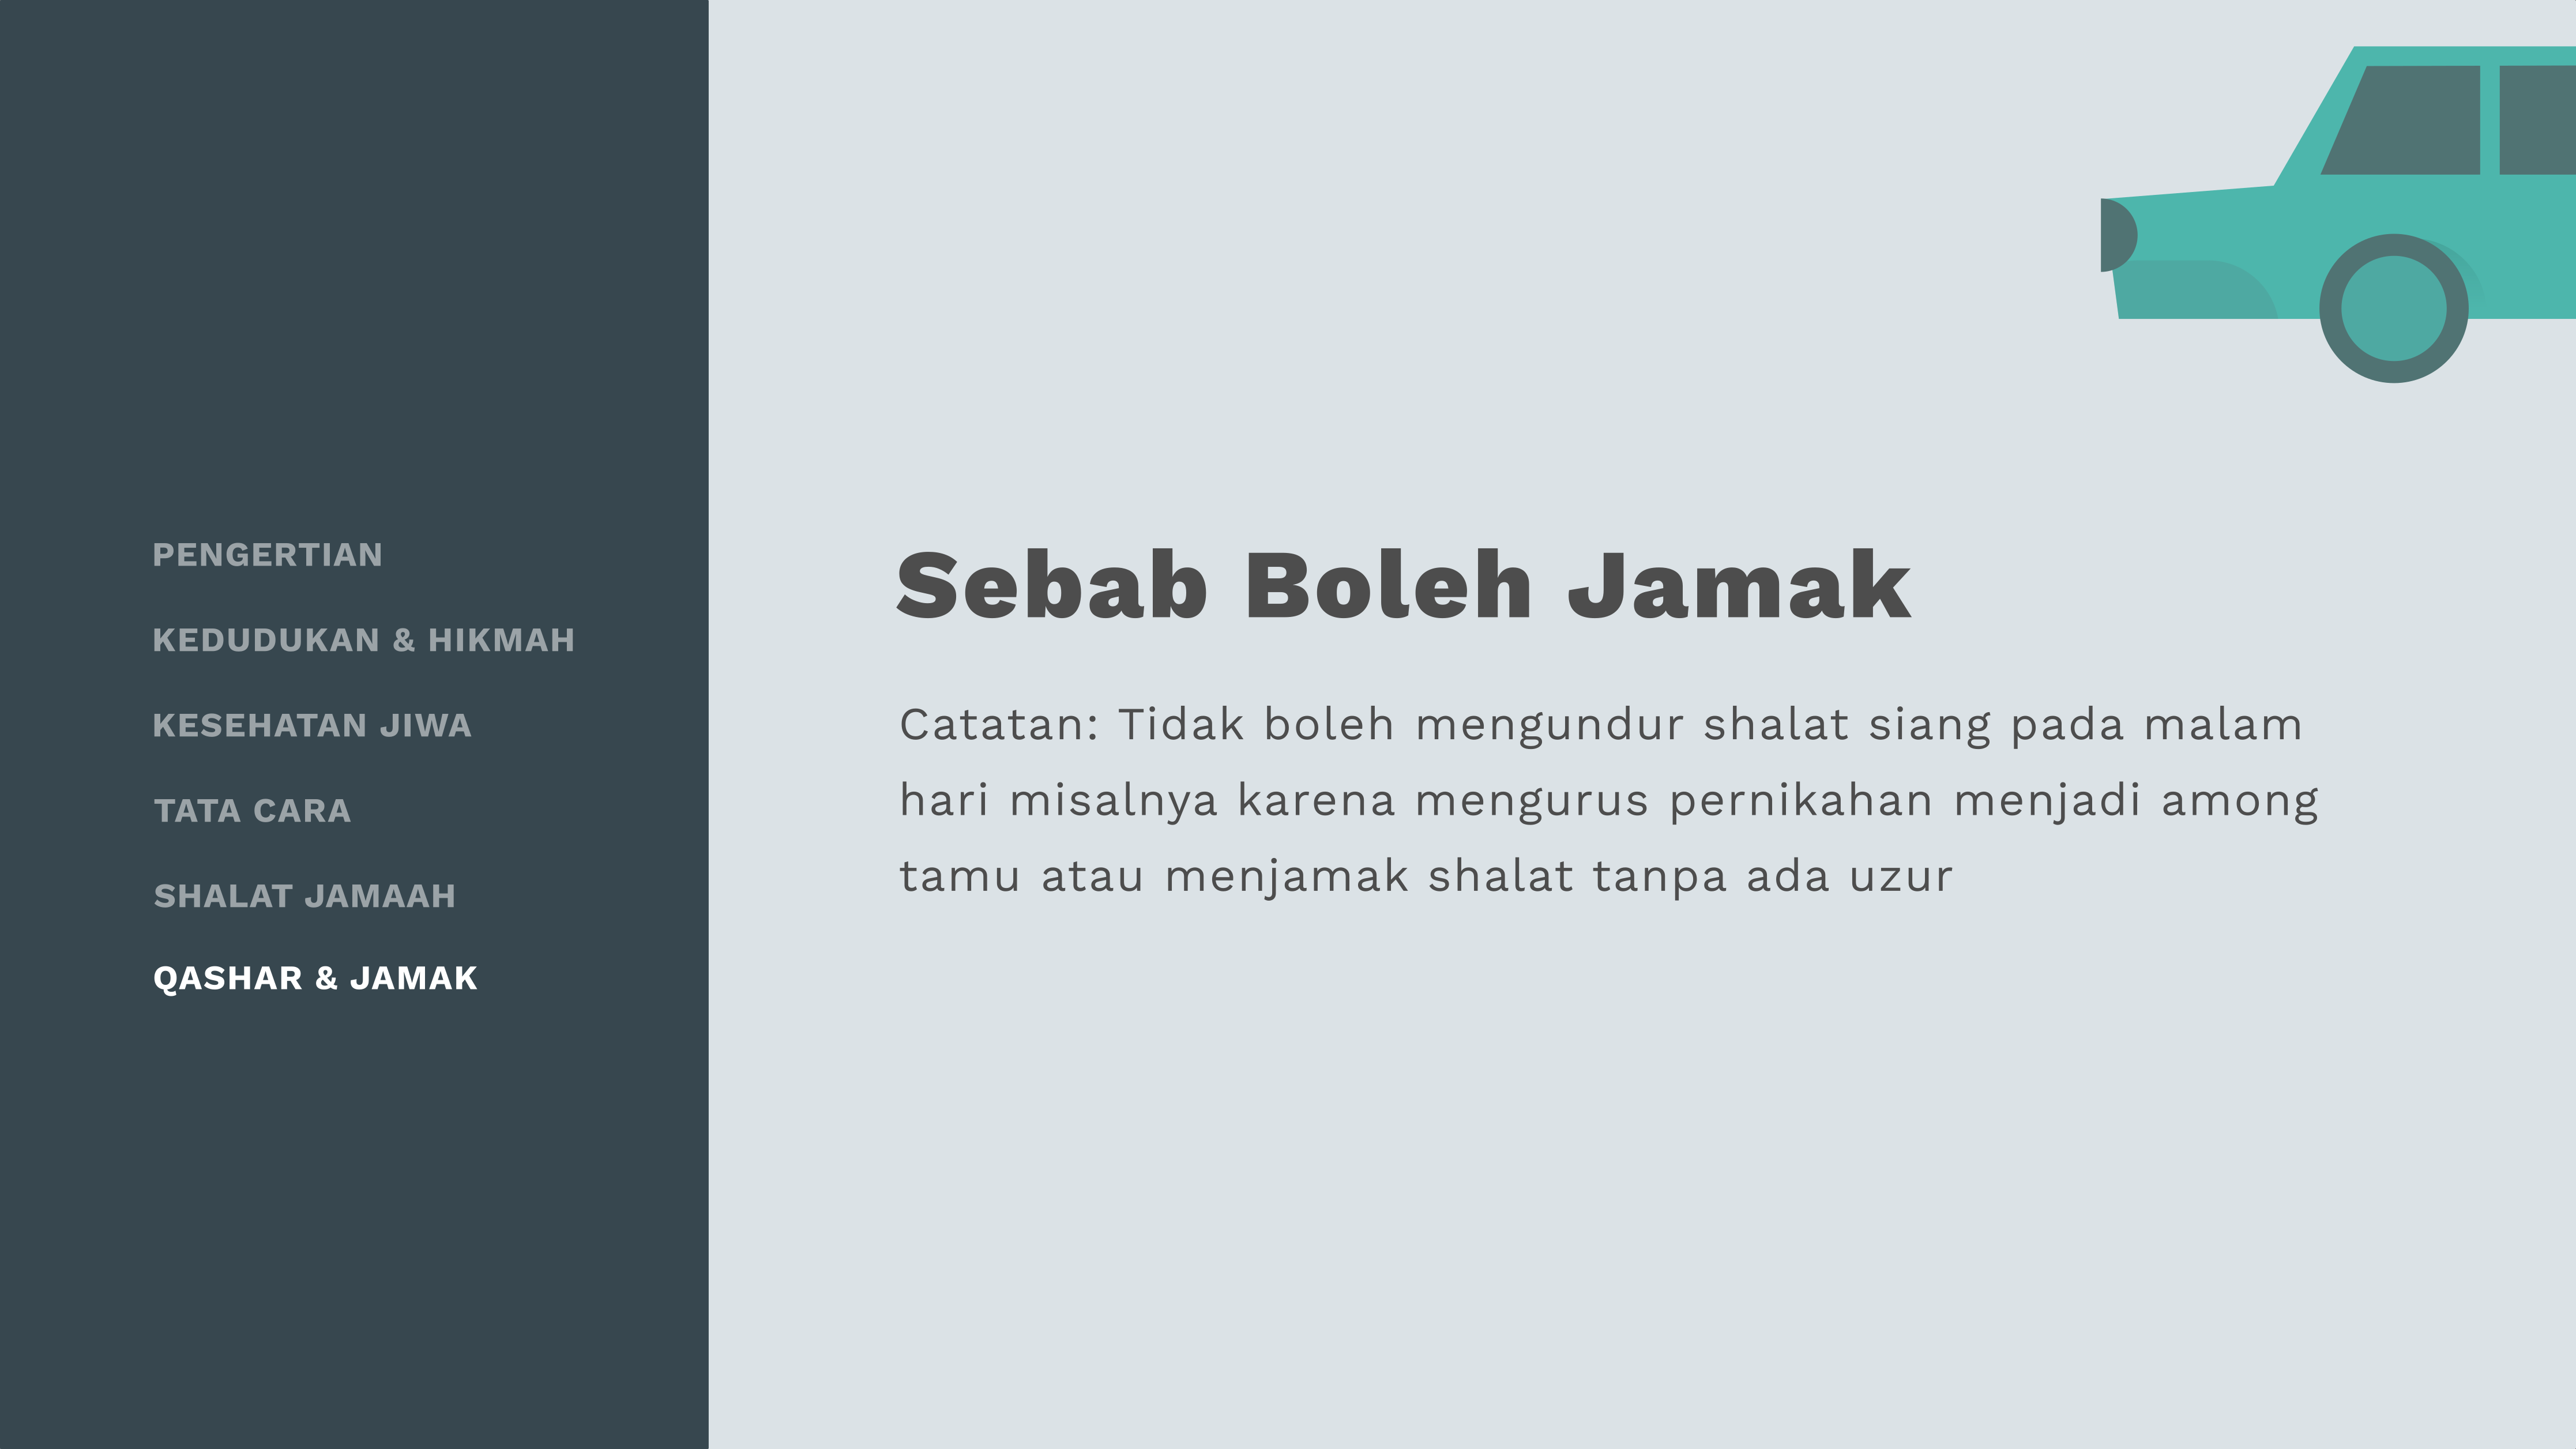 PENGERTIAN
KEDUDUKAN & HIKMAH
KESEHATAN JIWA
TATA CARA
SHALAT JAMAAH
QASHAR & JAMAK
Sebab Boleh Jamak
Catatan: Tidak boleh mengundur shalat siang pada malam
hari misalnya karena mengurus pernikahan menjadi among
tamu atau menjamak shalat tanpa ada uzur